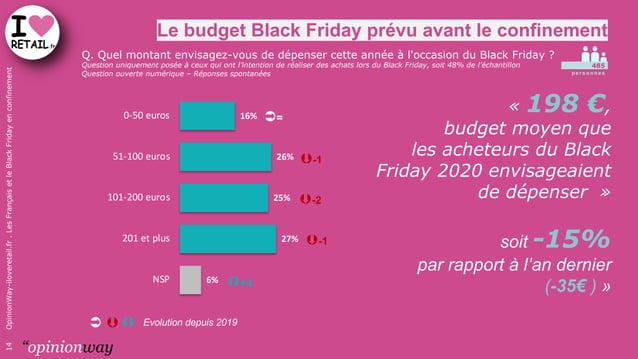 I
RETAIL.fr
Le budget Black Friday prévu avant le confinement
Q. Quel montant envisagez-vous de dépenser cette année à l'occasion du Black Friday ?
Question uniquement posée à ceux qui ont l'intention de réaliser des achats lors du Black Friday, soit 48% de l'échantillon
Question ouverte numérique – Réponses spontanées
485
personnes
0-50 euros 16% =
51-100 euros 26% -1
101-200 euros 25% -2
201 et plus 27% -1
NSP 6% +4
Evolution depuis 2019
« 198 €,
budget moyen que
les acheteurs du Black
Friday 2020 envisageaient
de dépenser »
soit -15%
par rapport à l'an dernier
(-35€ ) »
14 OpinionWay-iloveretail.fr . Les Français et le Black Friday en confinement
“opinionway